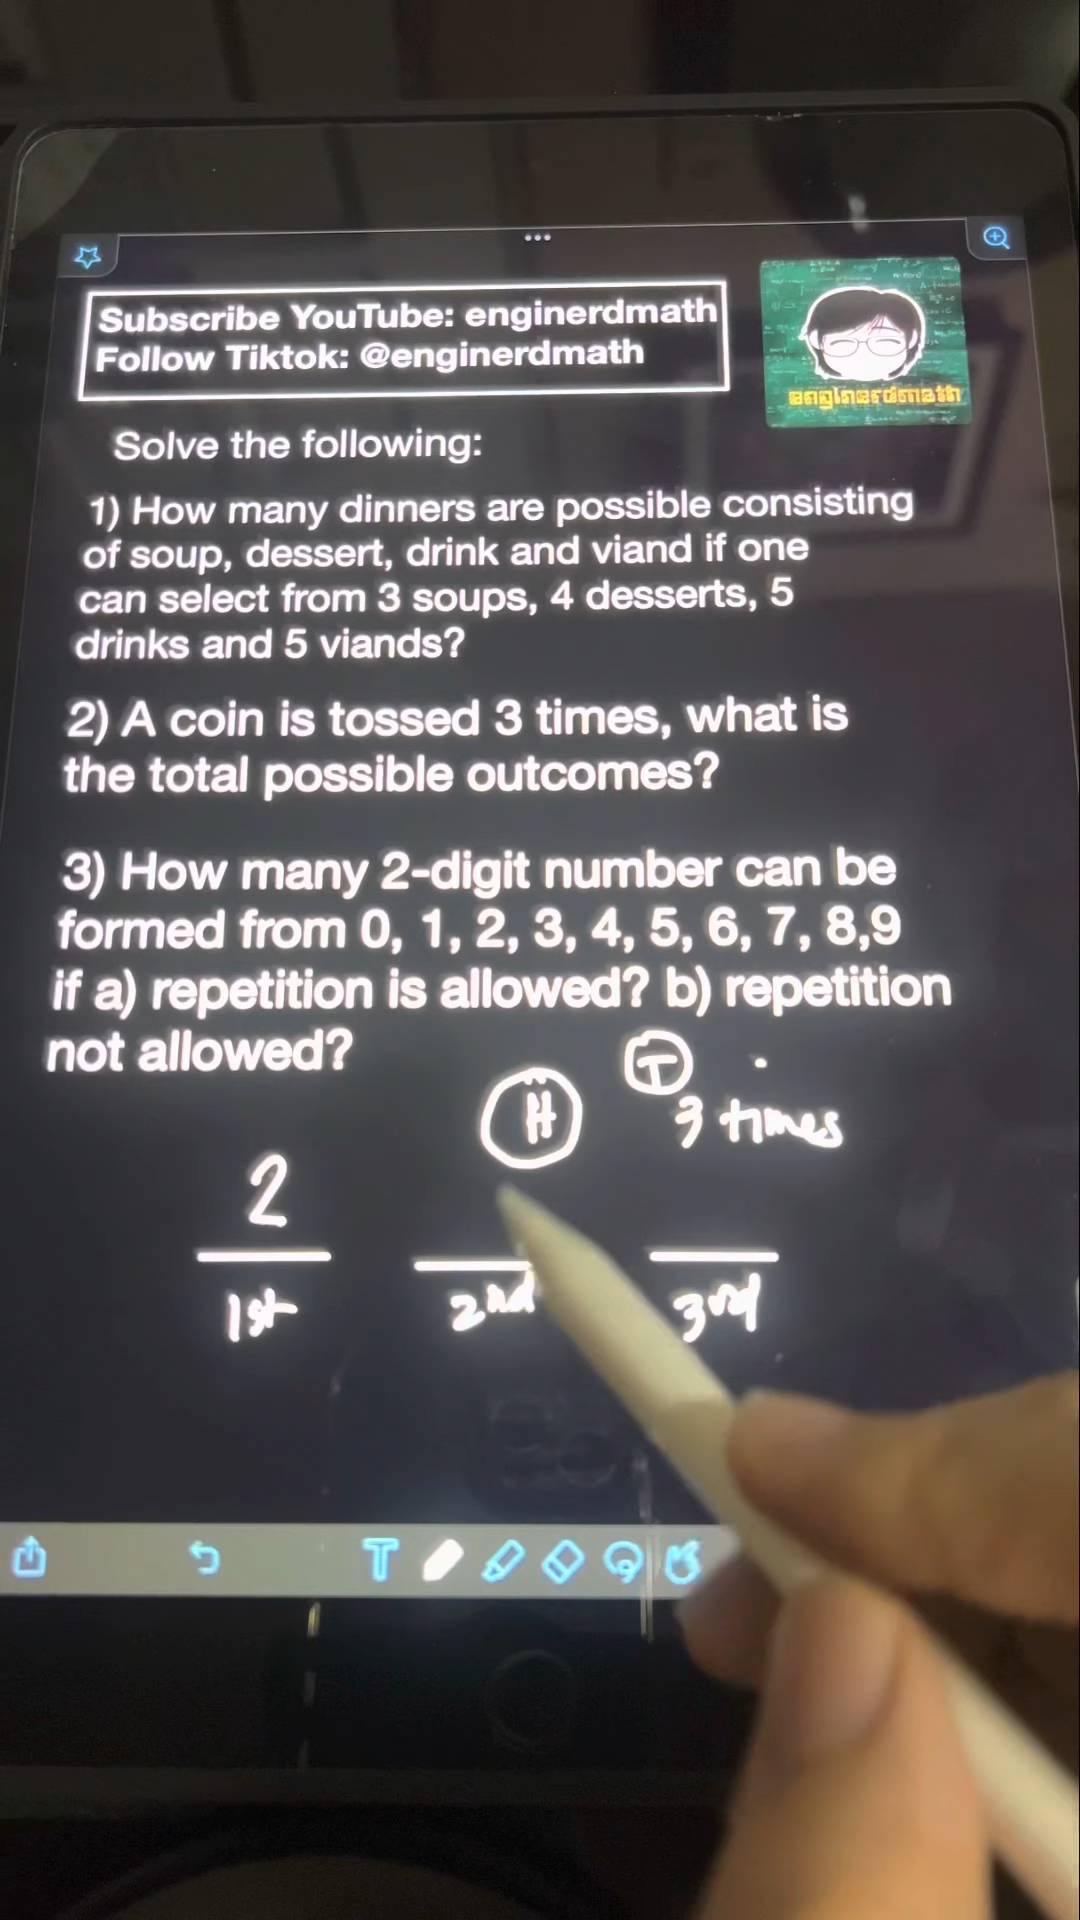 Subscribe YouTube: enginerdmath
Follow Tiktok: @enginerdmath
enginerdmath
Solve the following:
1) How many dinners are possible consisting
of soup, dessert, drink and viand if one
can select from 3 soups, 4 desserts, 5
drinks and 5 viands?
2) A coin is tossed 3 times, what is
the total possible outcomes?
3) How many 2-digit number can be
formed from 0, 1, 2, 3, 4, 5, 6, 7, 8,9
if a) repetition is allowed? b) repetition
not allowed?
H T
3 times
2
1st 2nd 3rd
T